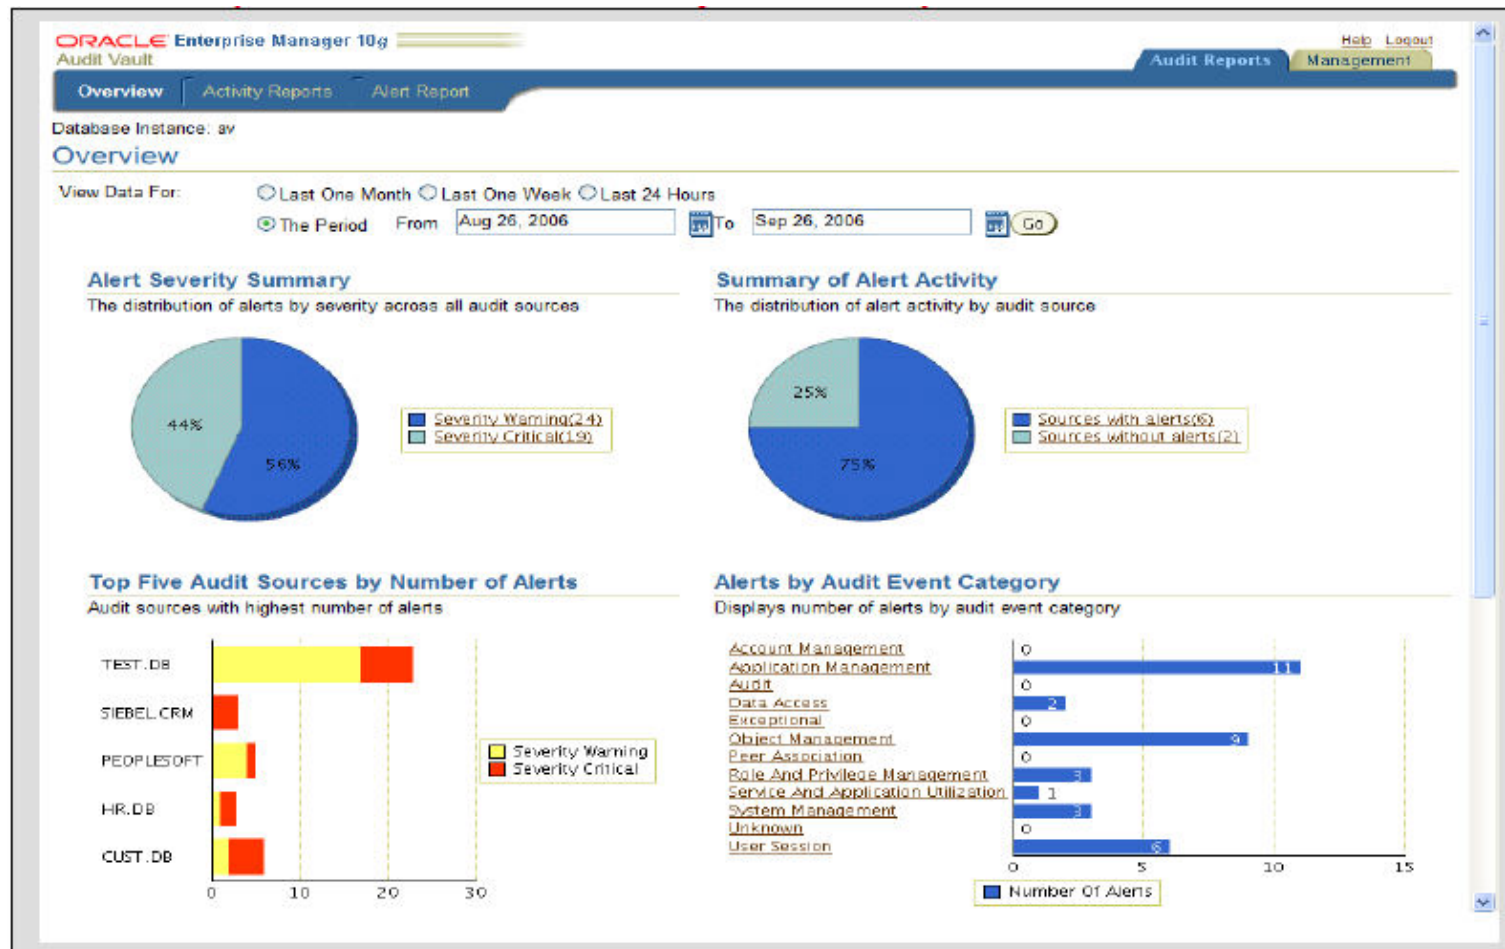 ORACLE Enterprise Manager 10g
Audit Vault
Help Logout
Audit Reports Management
Overview Activity Reports Alert Report
Database Instance: av
Overview
View Data For:
Last One Month Last One Week Last 24 Hours
The Period From Aug 26, 2006 To Sep 26, 2006 Go
Alert Severity Summary
The distribution of alerts by severity across all audit sources
44%
56%
Severity Warning(24)
Severity Critical(19)
Summary of Alert Activity
The distribution of alert activity by audit source
25%
75%
Sources with alerts(6)
Sources without alerts(2)
Top Five Audit Sources by Number of Alerts
Audit sources with highest number of alerts
TEST.DB
SIEBEL.CRM
PEOPLESOFT
HR.DB
CUST.DB
0 10 20 30
Severity Warning
Severity Critical
Alerts by Audit Event Category
Displays number of alerts by audit event category
Account Management 0
Application Management 11
Audit 0
Data Access 2
Exceptional 0
Object Management 9
Peer Association 0
Role And Privilege Management 3
Service And Application Utilization 1
System Management 3
Unknown 0
User Session 6
0 5 10 15
Number Of Alerts